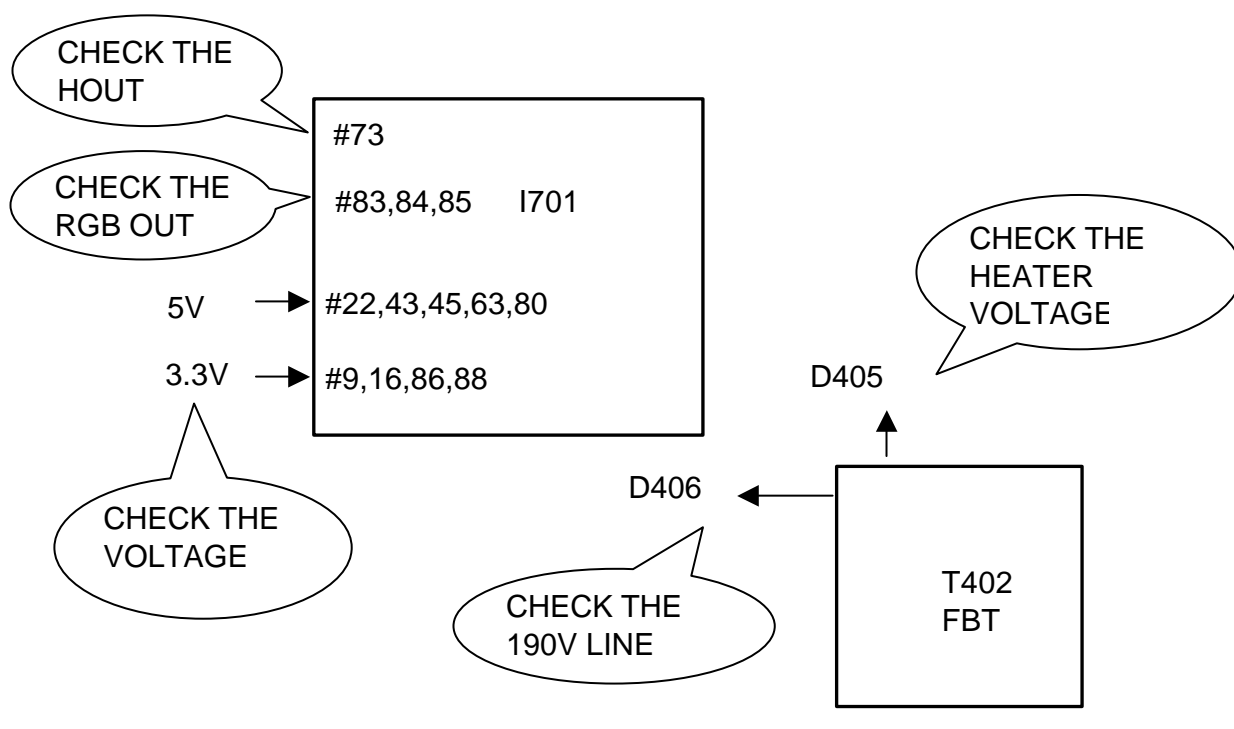 CHECK THE
HOUT
#73
CHECK THE
RGB OUT
#83,84,85 I701
5V
#22,43,45,63,80
3.3V
#9,16,86,88
CHECK THE
VOLTAGE
CHECK THE
HEATER
VOLTAGE
D405
D406
CHECK THE
190V LINE
T402
FBT